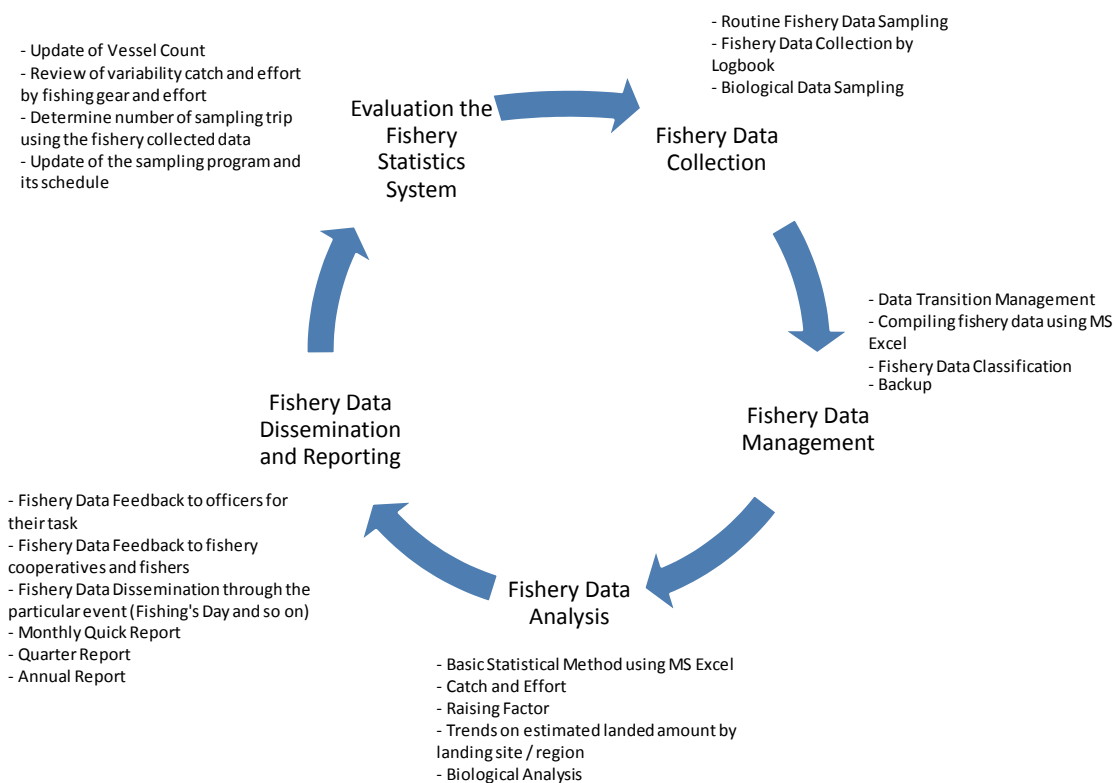 - Update of Vessel Count
- Review of variability catch and effort
by fishing gear and effort
- Determine number of sampling trip
using the fishery collected data
- Update of the sampling program and
its schedule
Evaluation the
Fishery
Statistics
System
- Routine Fishery Data Sampling
- Fishery Data Collection by
Logbook
- Biological Data Sampling
Fishery Data
Collection
- Data Transition Management
- Compiling fishery data using MS
Excel
- Fishery Data Classification
- Backup
Fishery Data
Management
Fishery Data
Analysis
- Basic Statistical Method using MS Excel
- Catch and Effort
- Raising Factor
- Trends on estimated landed amount by
landing site / region
- Biological Analysis
Fishery Data
Dissemination
and Reporting
- Fishery Data Feedback to officers for
their task
- Fishery Data Feedback to fishery
cooperatives and fishers
- Fishery Data Dissemination through the
particular event (Fishing's Day and so on)
- Monthly Quick Report
- Quarter Report
- Annual Report